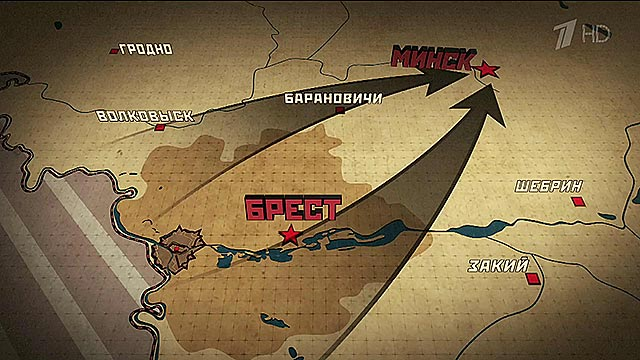 1 HD
ГРОДНО
МИНСК
БАРАНОВИЧИ
ВОЛКОВЫСК
ШЕБРИН
БРЕСТ
ЗАКИЙ